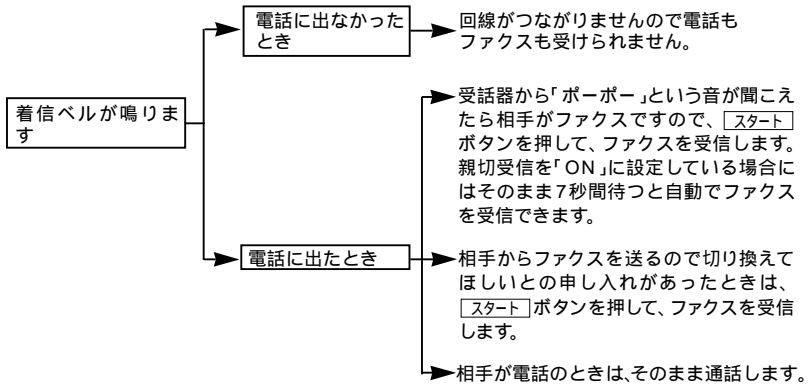 電話に出なかった
とき
回線がつながりませんので電話も
ファクスも受けられません。
着信ベルが鳴りま
す
受話器から「ポーポー」という音が聞こえ
たら相手がファクスですので、スタート
ボタンを押して、ファクスを受信します。
親切受信を「ON」に設定している場合に
はそのまま7秒間待つと自動でファクス
を受信できます。
電話に出たとき
相手からファクスを送るので切り換えて
ほしいとの申し入れがあったときは、
スタート ボタンを押して、ファクスを受信
します。
相手が電話のときは、そのまま通話します。